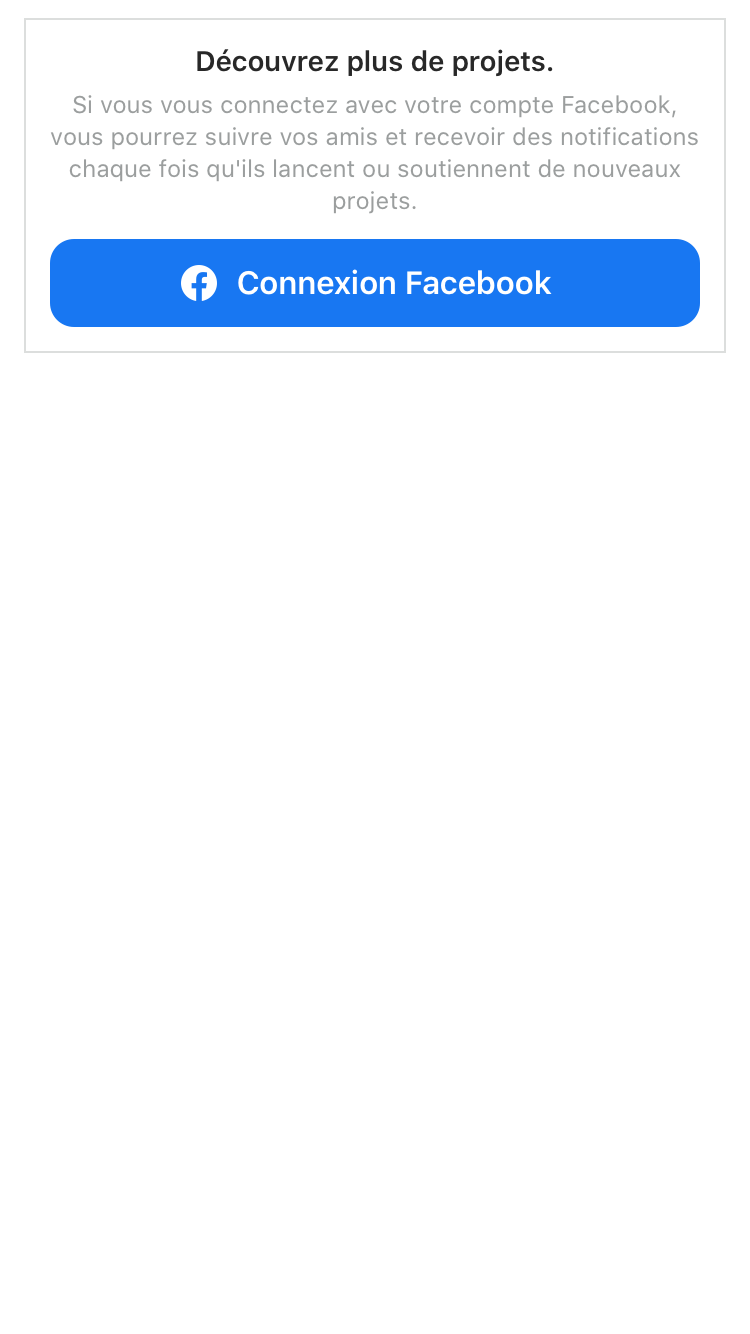 Découvrez plus de projets.
Si vous vous connectez avec votre compte Facebook,
vous pourrez suivre vos amis et recevoir des notifications
chaque fois qu'ils lancent ou soutiennent de nouveaux
projets.
Connexion Facebook